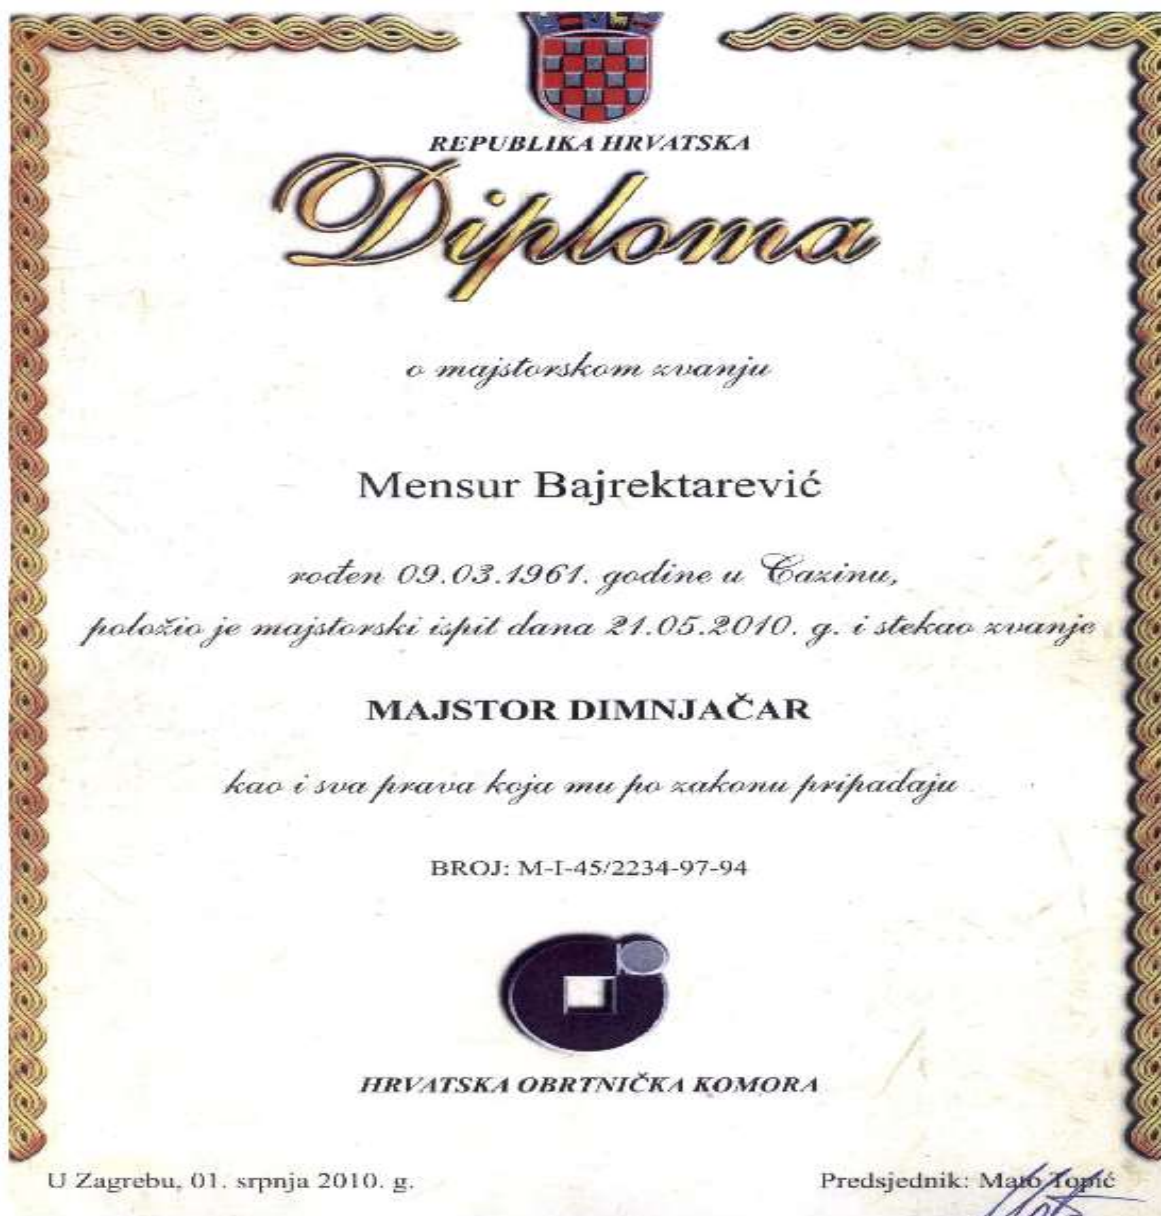 REPUBLIKA HRVATSKA
Diploma
o majstorskom zvanju
Mensur Bajrektarević
rođen 09.03.1961. godine u Cazinu,
položio je majstorski ispit dana 21.05.2010. g. i stekao zvanje
MAJSTOR DIMNJAČAR
kao i sva prava koja mu po zakonu pripadaju
BROJ: M-I-45/2234-97-94
HRVATSKA OBRTNIČKA KOMORA
U Zagrebu, 01. srpnja 2010. g.
Predsjednik: Mato Topić